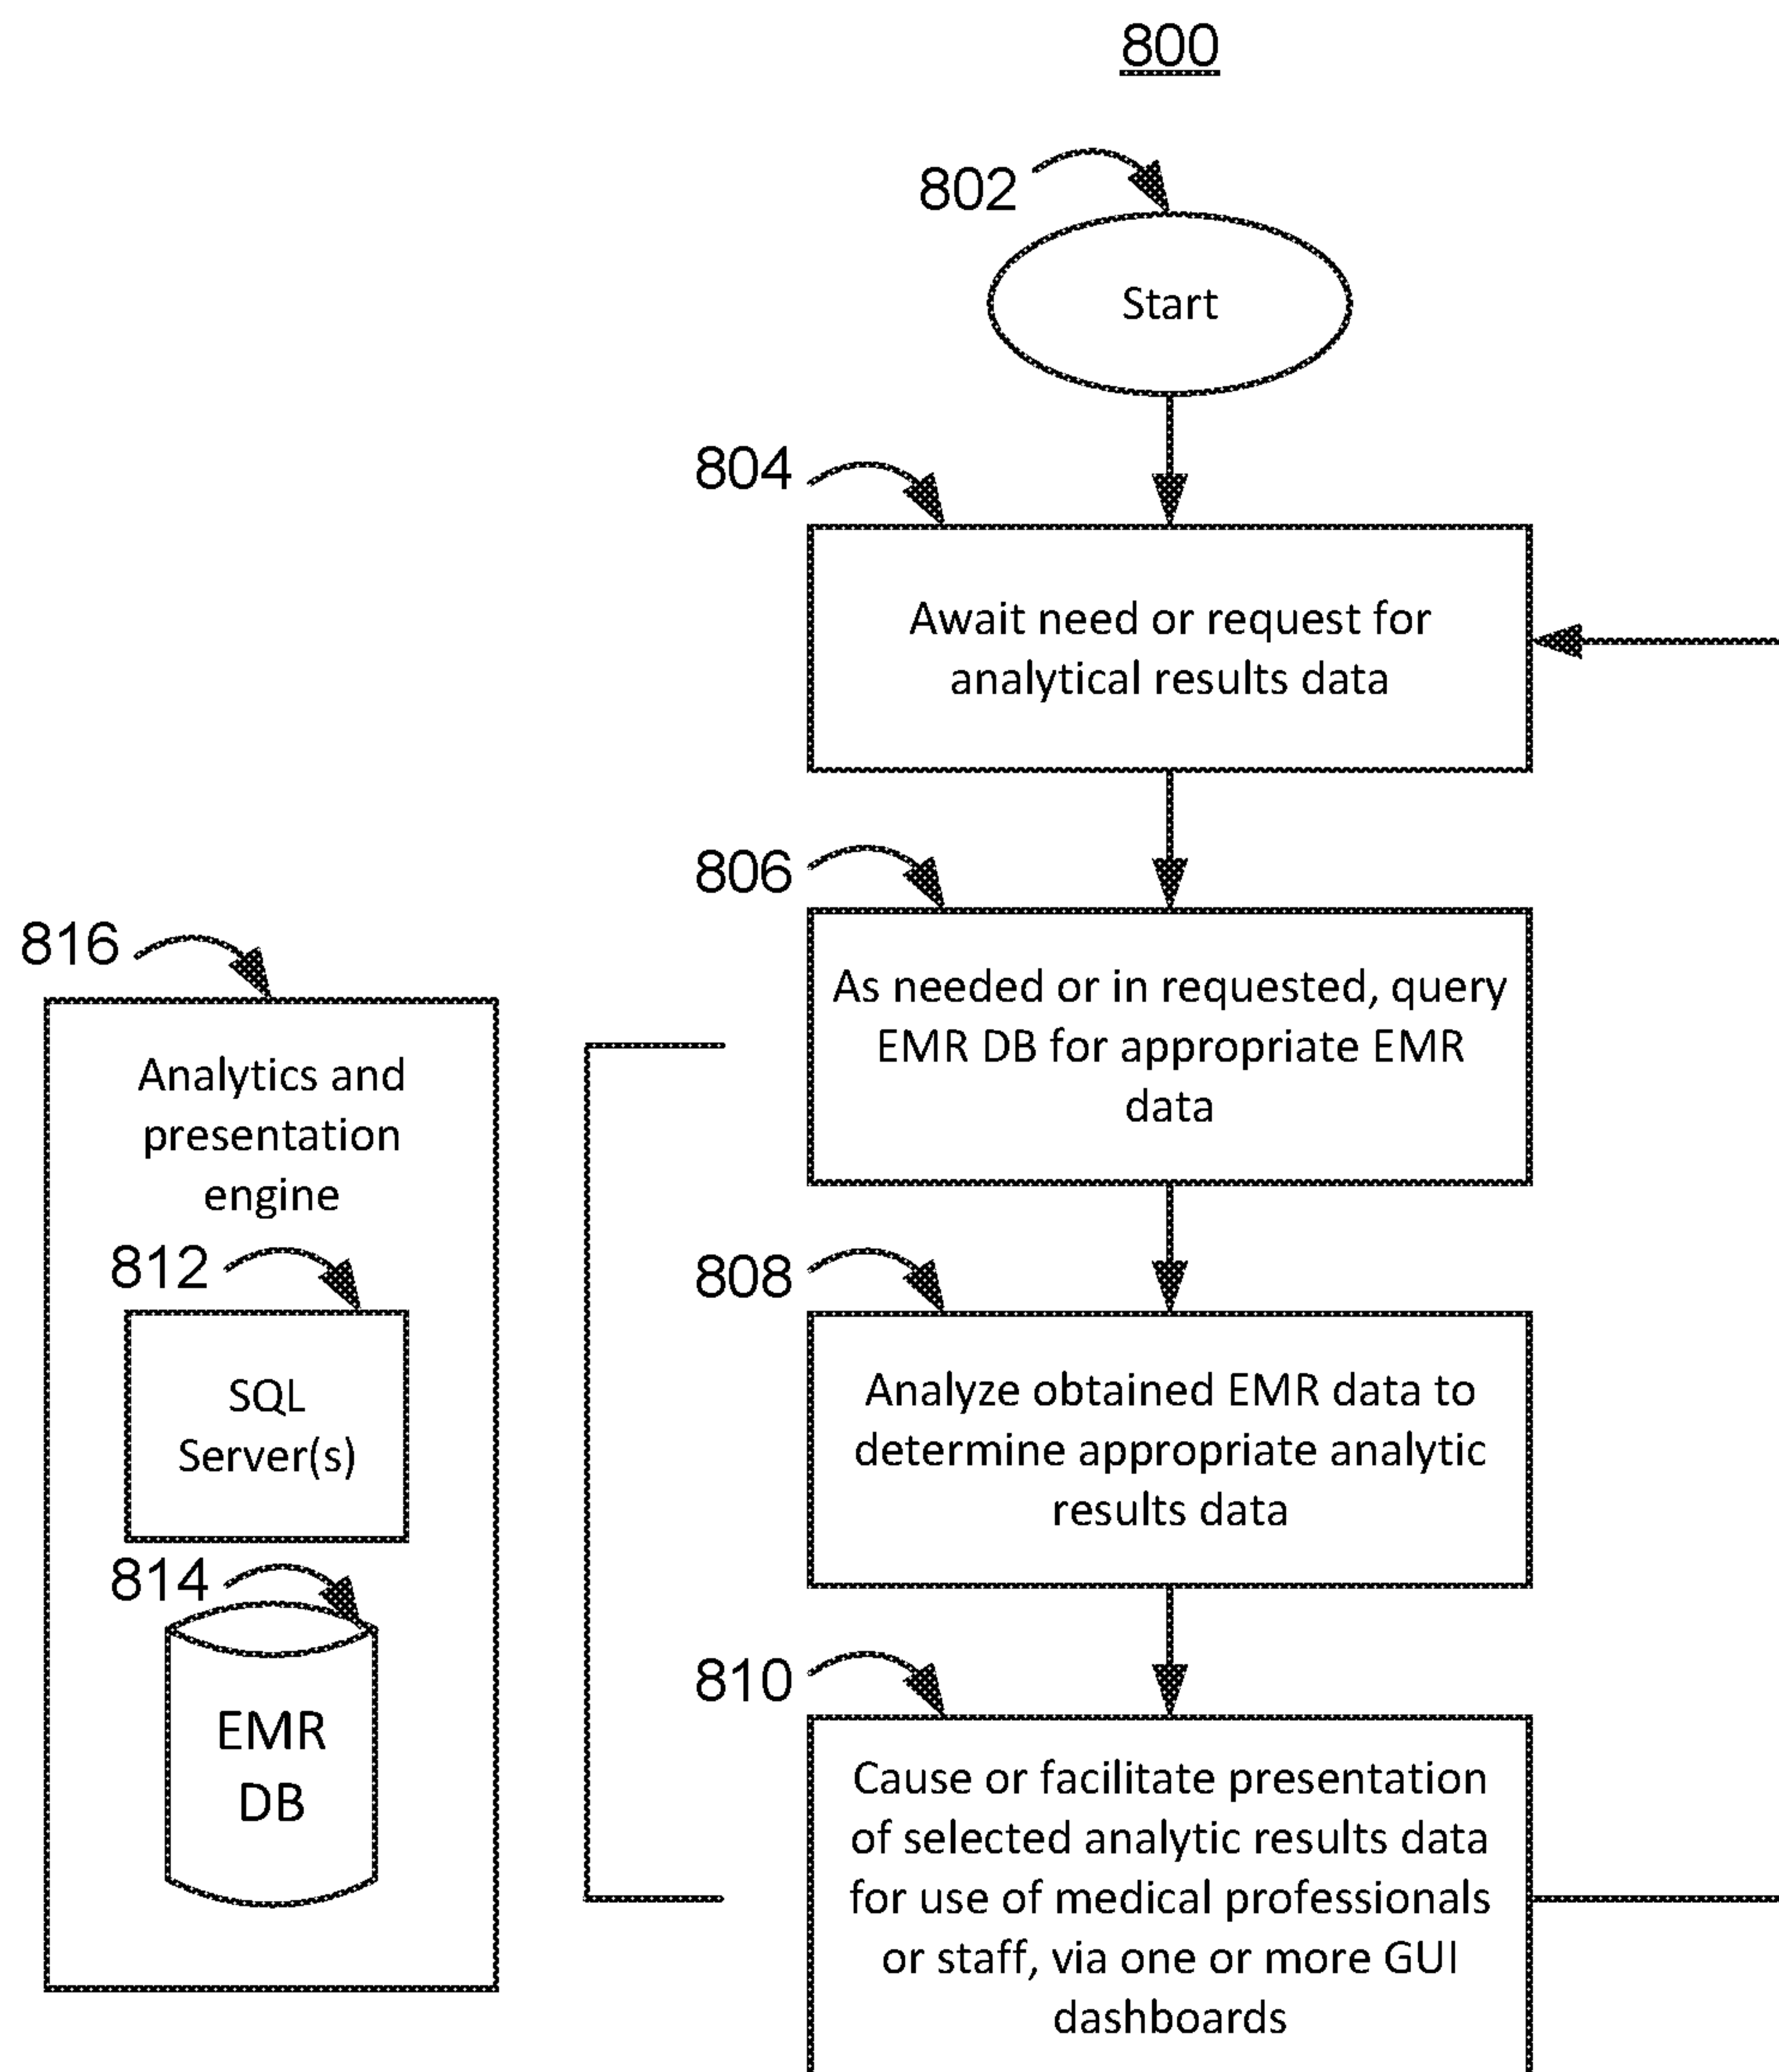 800
802
Start
804
Await need or request for
analytical results data
806
As needed or in requested, query
EMR DB for appropriate EMR
data
816
Analytics and
presentation
engine
812
SQL
Server(s)
814
EMR
DB
808
Analyze obtained EMR data to
determine appropriate analytic
results data
810
Cause or facilitate presentation
of selected analytic results data
for use of medical professionals
or staff, via one or more GUI
dashboards